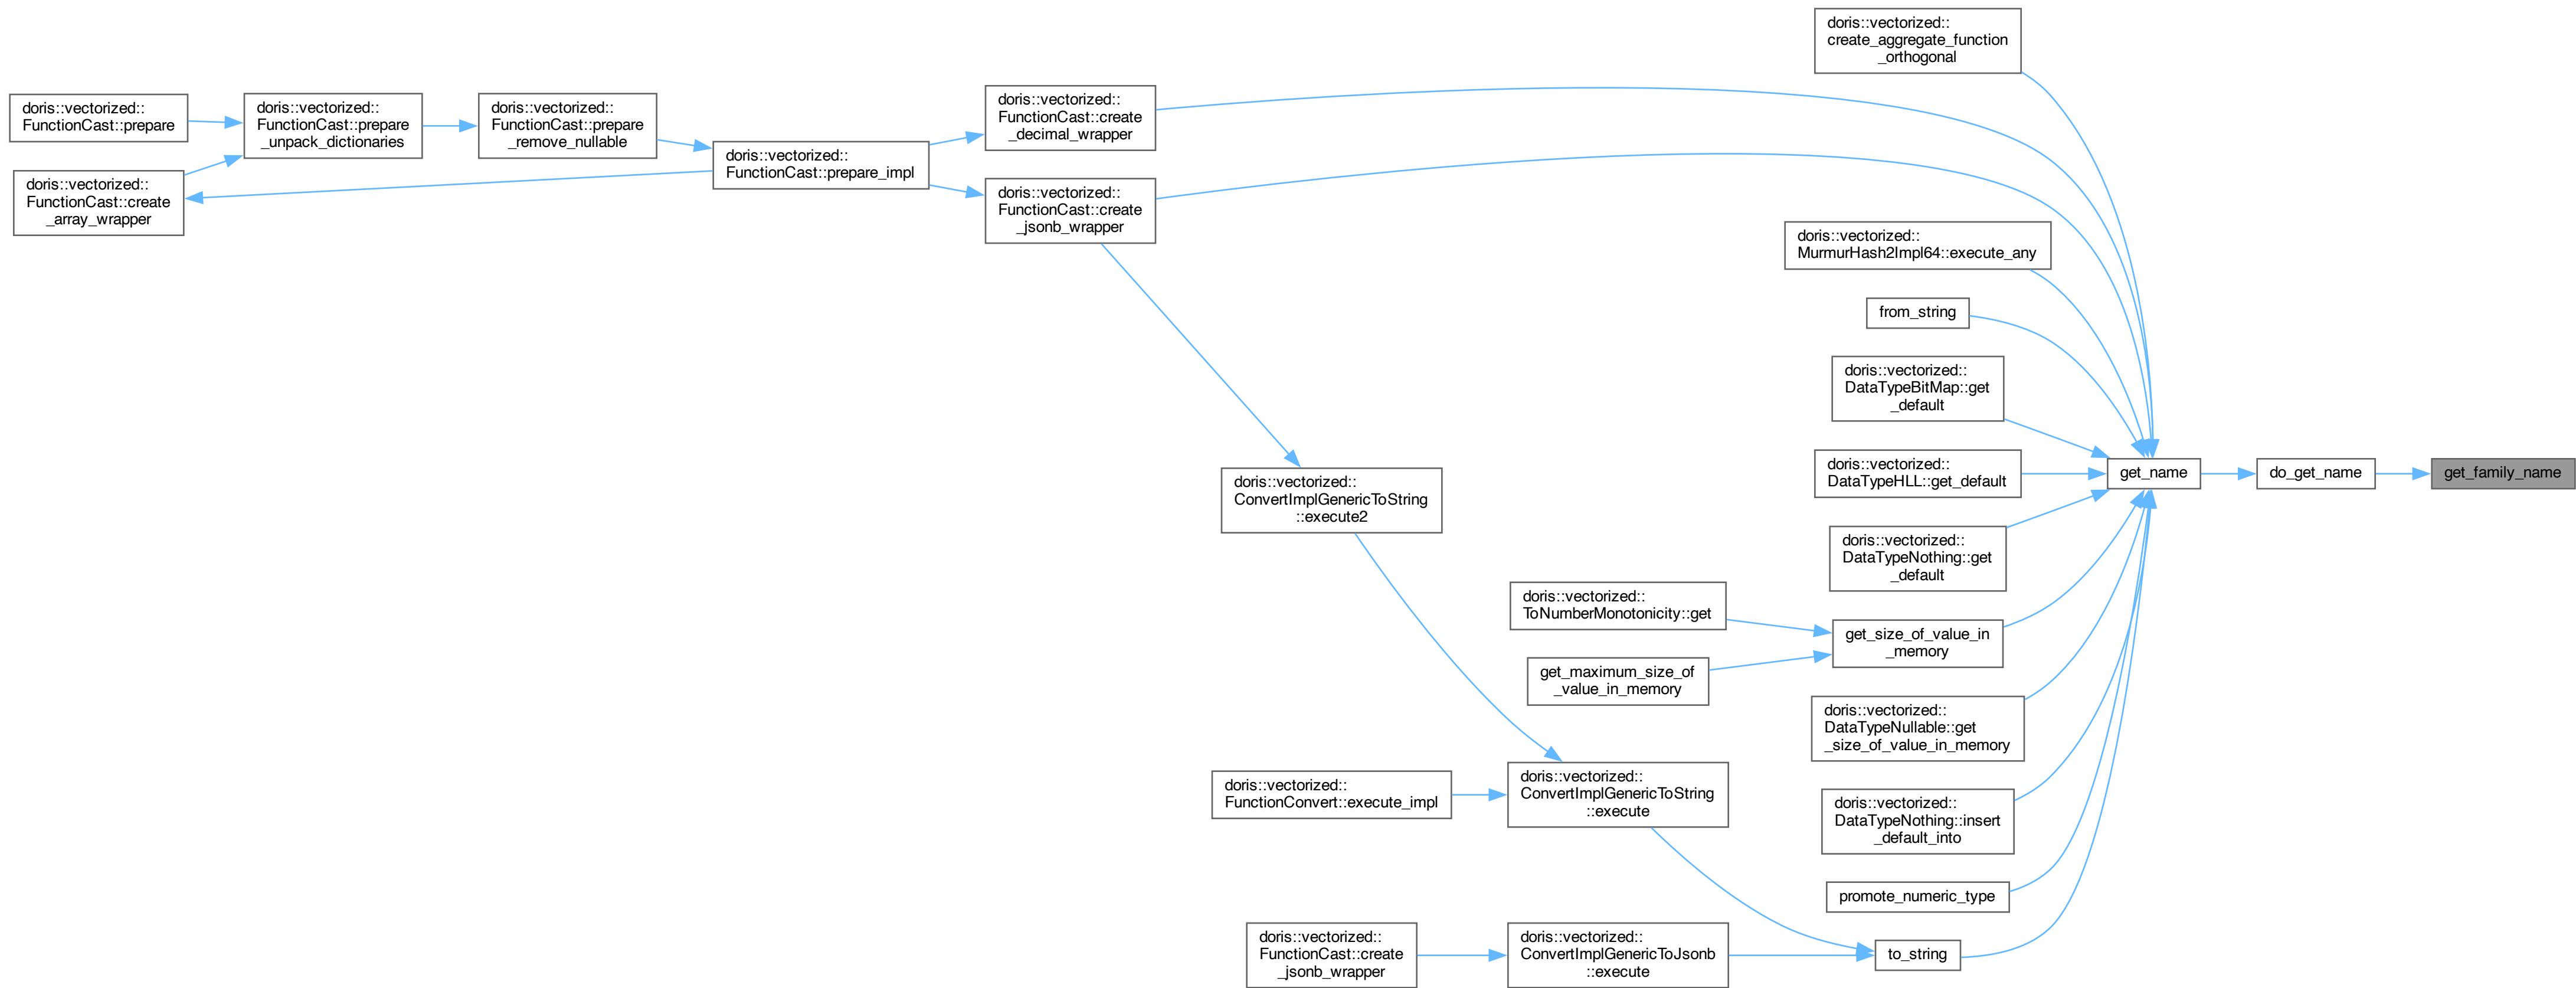 doris::vectorized::
create_aggregate_function
_orthogonal
doris::vectorized::
FunctionCast::prepare
doris::vectorized::
FunctionCast::prepare
_unpack_dictionaries
doris::vectorized::
FunctionCast::prepare
_remove_nullable
doris::vectorized::
FunctionCast::create
_decimal_wrapper
doris::vectorized::
FunctionCast::prepare_impl
doris::vectorized::
FunctionCast::create
_array_wrapper
doris::vectorized::
FunctionCast::create
_jsonb_wrapper
doris::vectorized::
MurmurHash2Impl64::execute_any
from_string
doris::vectorized::
DataTypeBitMap::get
_default
doris::vectorized::
ConvertImplGenericToString
::execute2
doris::vectorized::
DataTypeHLL::get_default
get_name
do_get_name
get_family_name
doris::vectorized::
DataTypeNothing::get
_default
doris::vectorized::
ToNumberMonotonicity::get
get_size_of_value_in
_memory
get_maximum_size_of
_value_in_memory
doris::vectorized::
DataTypeNullable::get
_size_of_value_in_memory
doris::vectorized::
FunctionConvert::execute_impl
doris::vectorized::
ConvertImplGenericToString
::execute
doris::vectorized::
DataTypeNothing::insert
_default_into
promote_numeric_type
doris::vectorized::
FunctionCast::create
_jsonb_wrapper
doris::vectorized::
ConvertImplGenericToJsonb
::execute
to_string